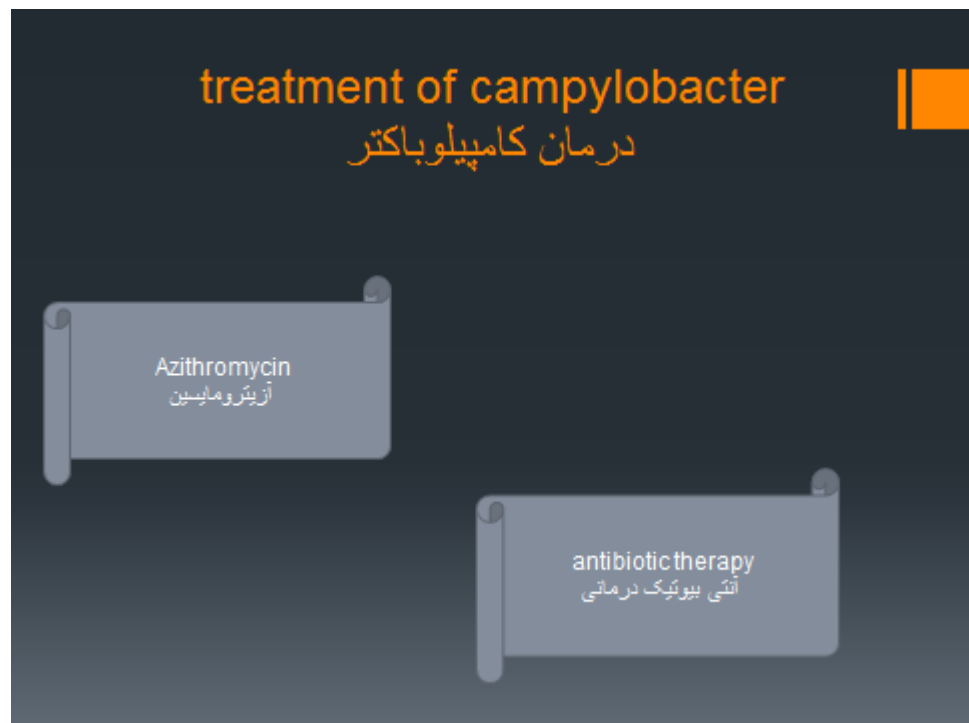 treatment of campylobacter
درمان کامپیلوباکتر
Azithromycin
آزیترومایسین
antibiotic therapy
آنتی بیوتیک درمانی